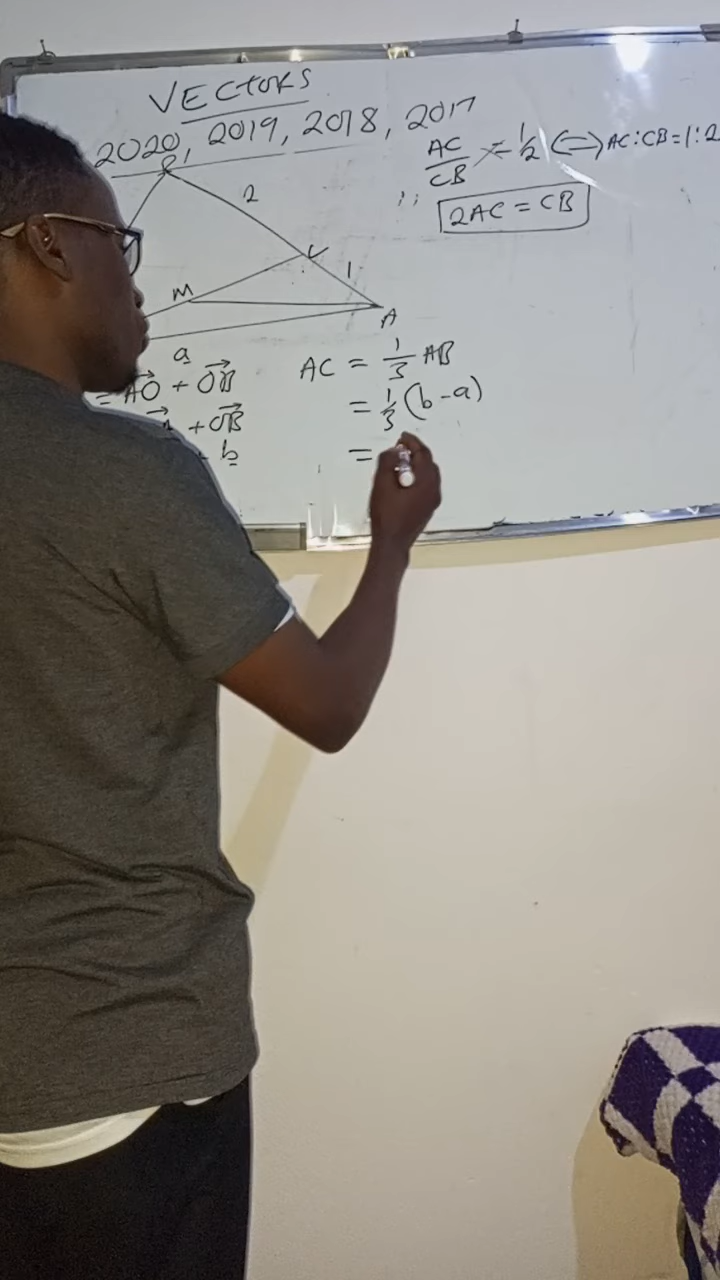 VECTORS
2020, 2019, 2018, 2017
AC/CB = 1/2 ⟺ AC:CB=1:2
2AC = CB
B
2
C
1
M
A
a
= AO + OB
+ OB
b
AC = 1/3 AB
= 1/3 (b - a)
=